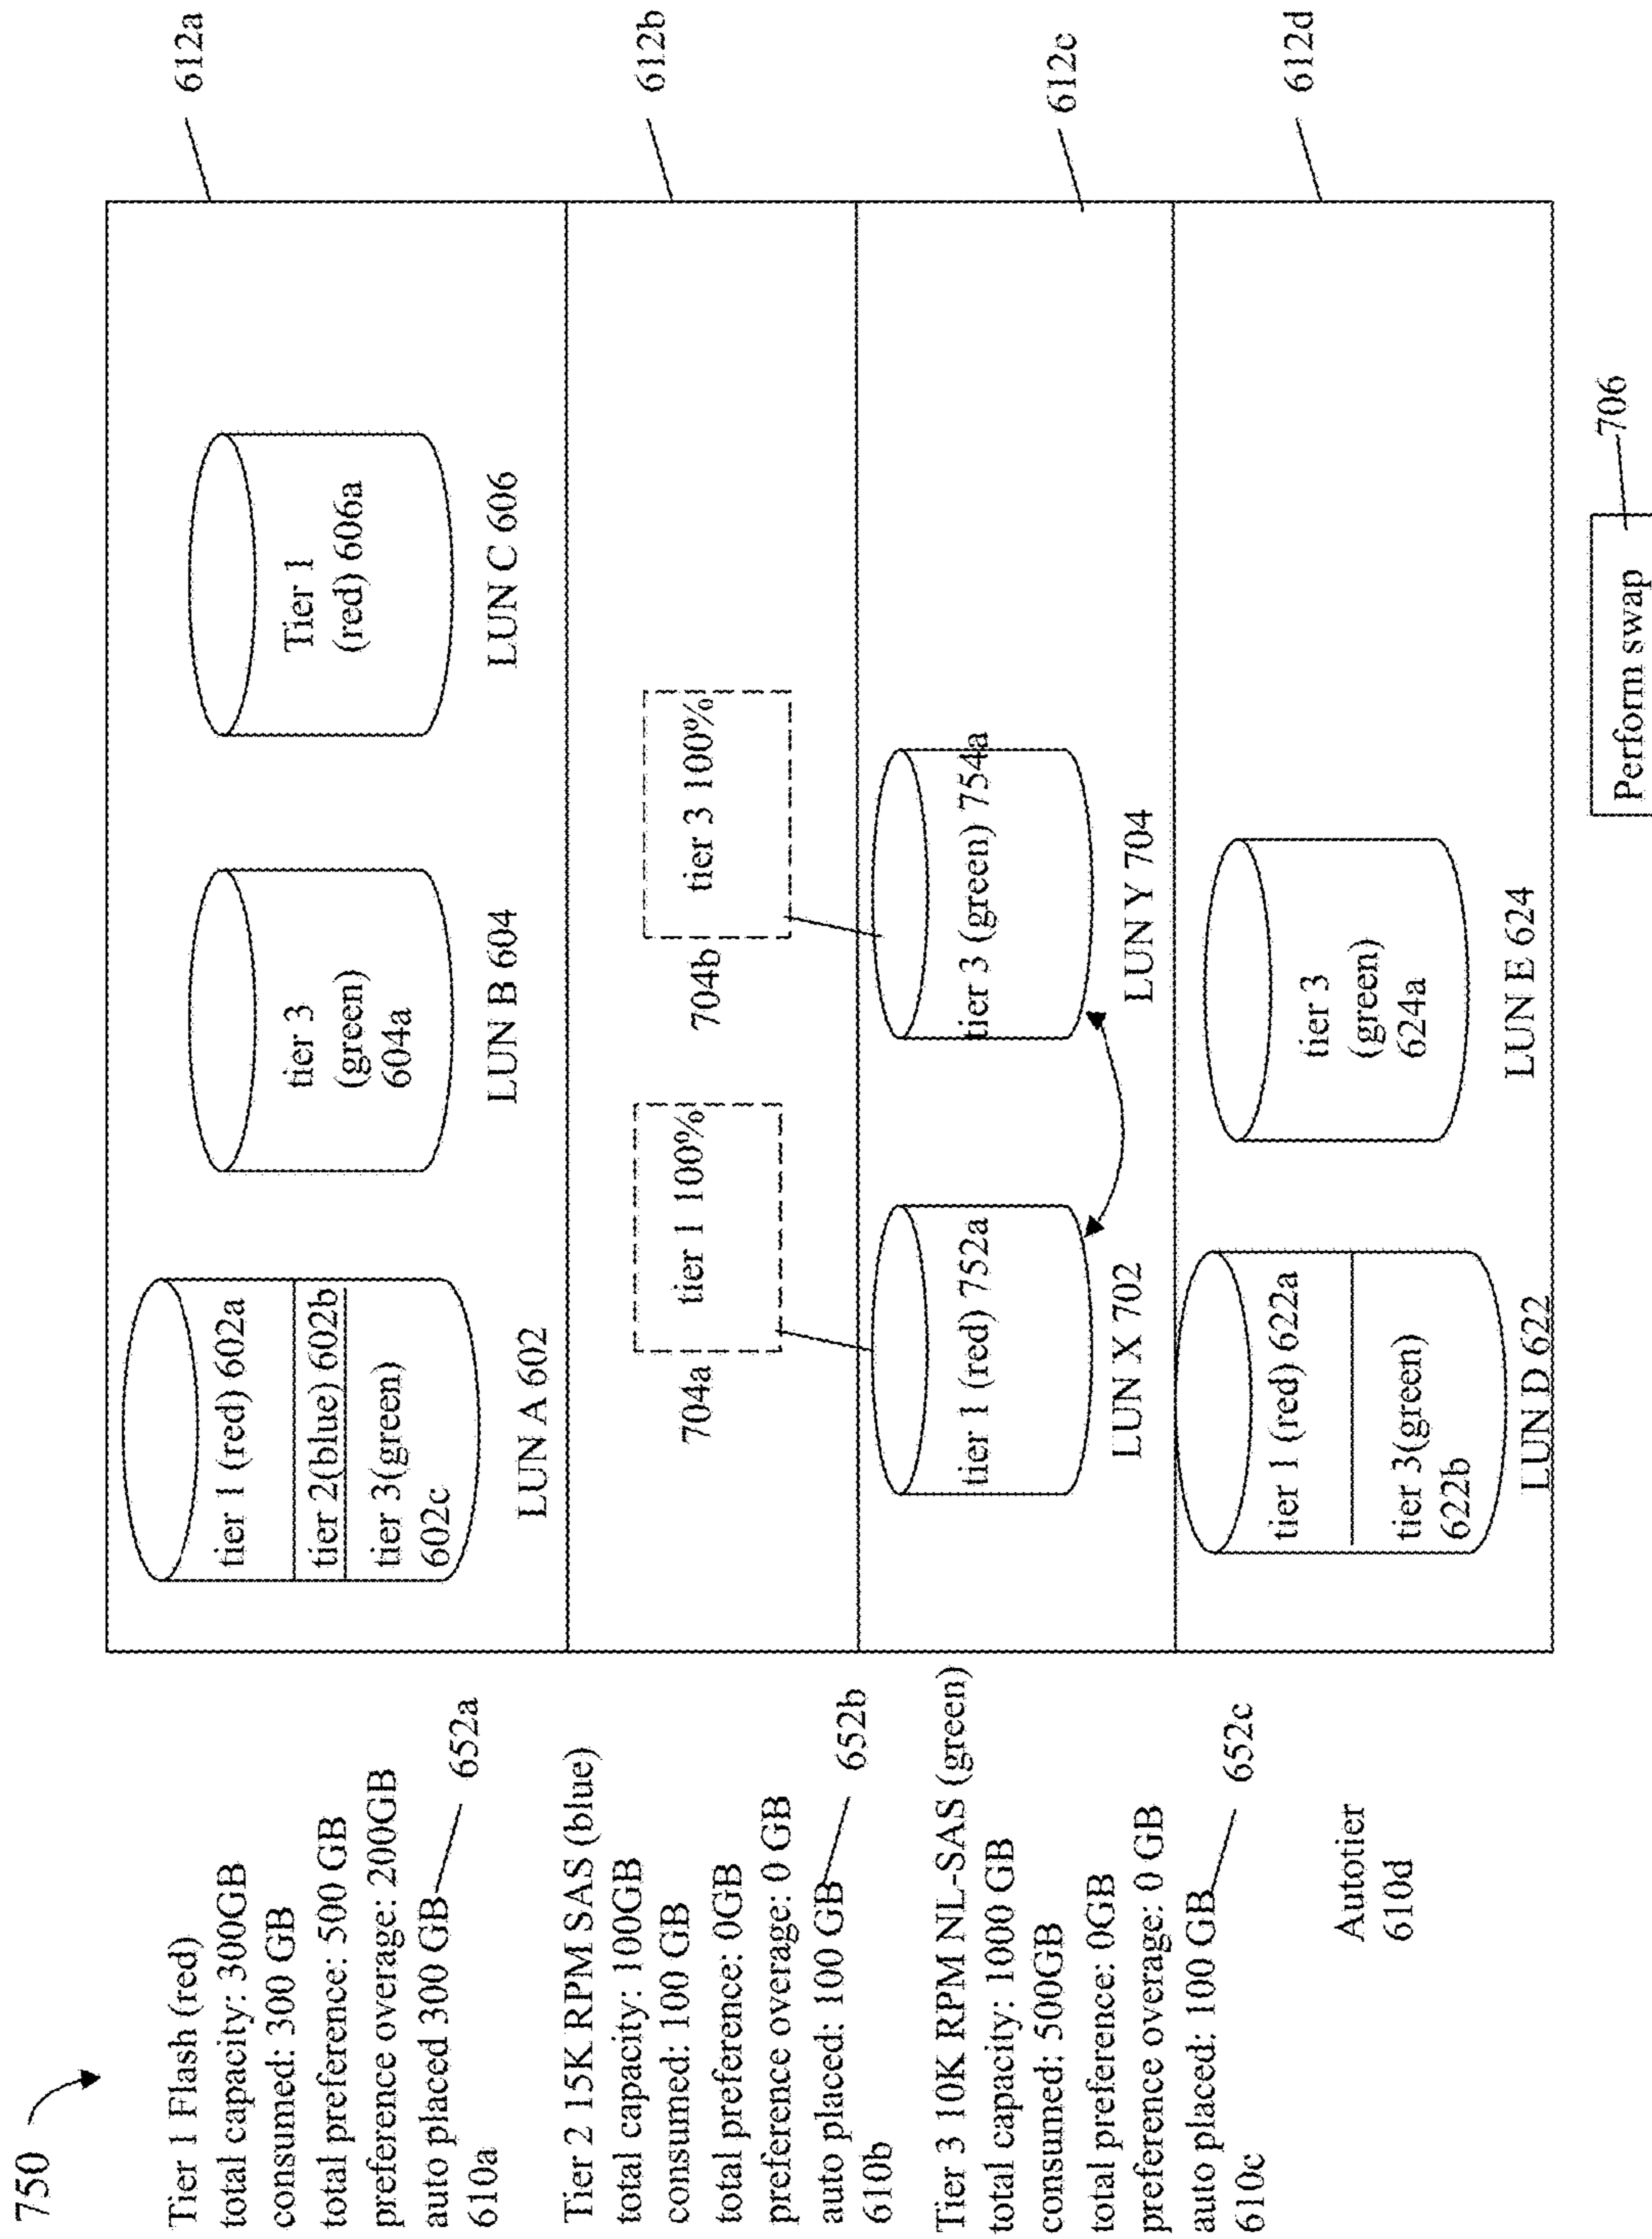 750
Tier 1 Flash (red)
total capacity: 300GB
consumed: 300 GB
total preference: 500 GB
preference overage: 200GB
auto placed 300 GB
610a
652a
Tier 2 15K RPM SAS (blue)
total capacity: 100GB
consumed: 100 GB
total preference: 0GB
preference overage: 0 GB
auto placed: 100 GB
610b
652b
Tier 3 10K RPM NL-SAS (green)
total capacity: 1000 GB
consumed: 500GB
total preference: 0GB
preference overage: 0 GB
auto placed: 100 GB
610c
652c
Autotier
610d
tier 1 (red) 602a
tier 2(blue) 602b
tier 3(green)
602c
LUN A 602
tier 3
(green)
604a
LUN B 604
Tier 1
(red) 606a
LUN C 606
612a
704a
tier 1 100%
704b
tier 3 100%
612b
tier 1 (red) 752a
LUN X 702
tier 3 (green) 754a
LUN Y 704
612c
tier 1 (red) 622a
tier 3(green)
622b
LUN D 622
tier 3
(green)
624a
LUN E 624
612d
Perform swap
706